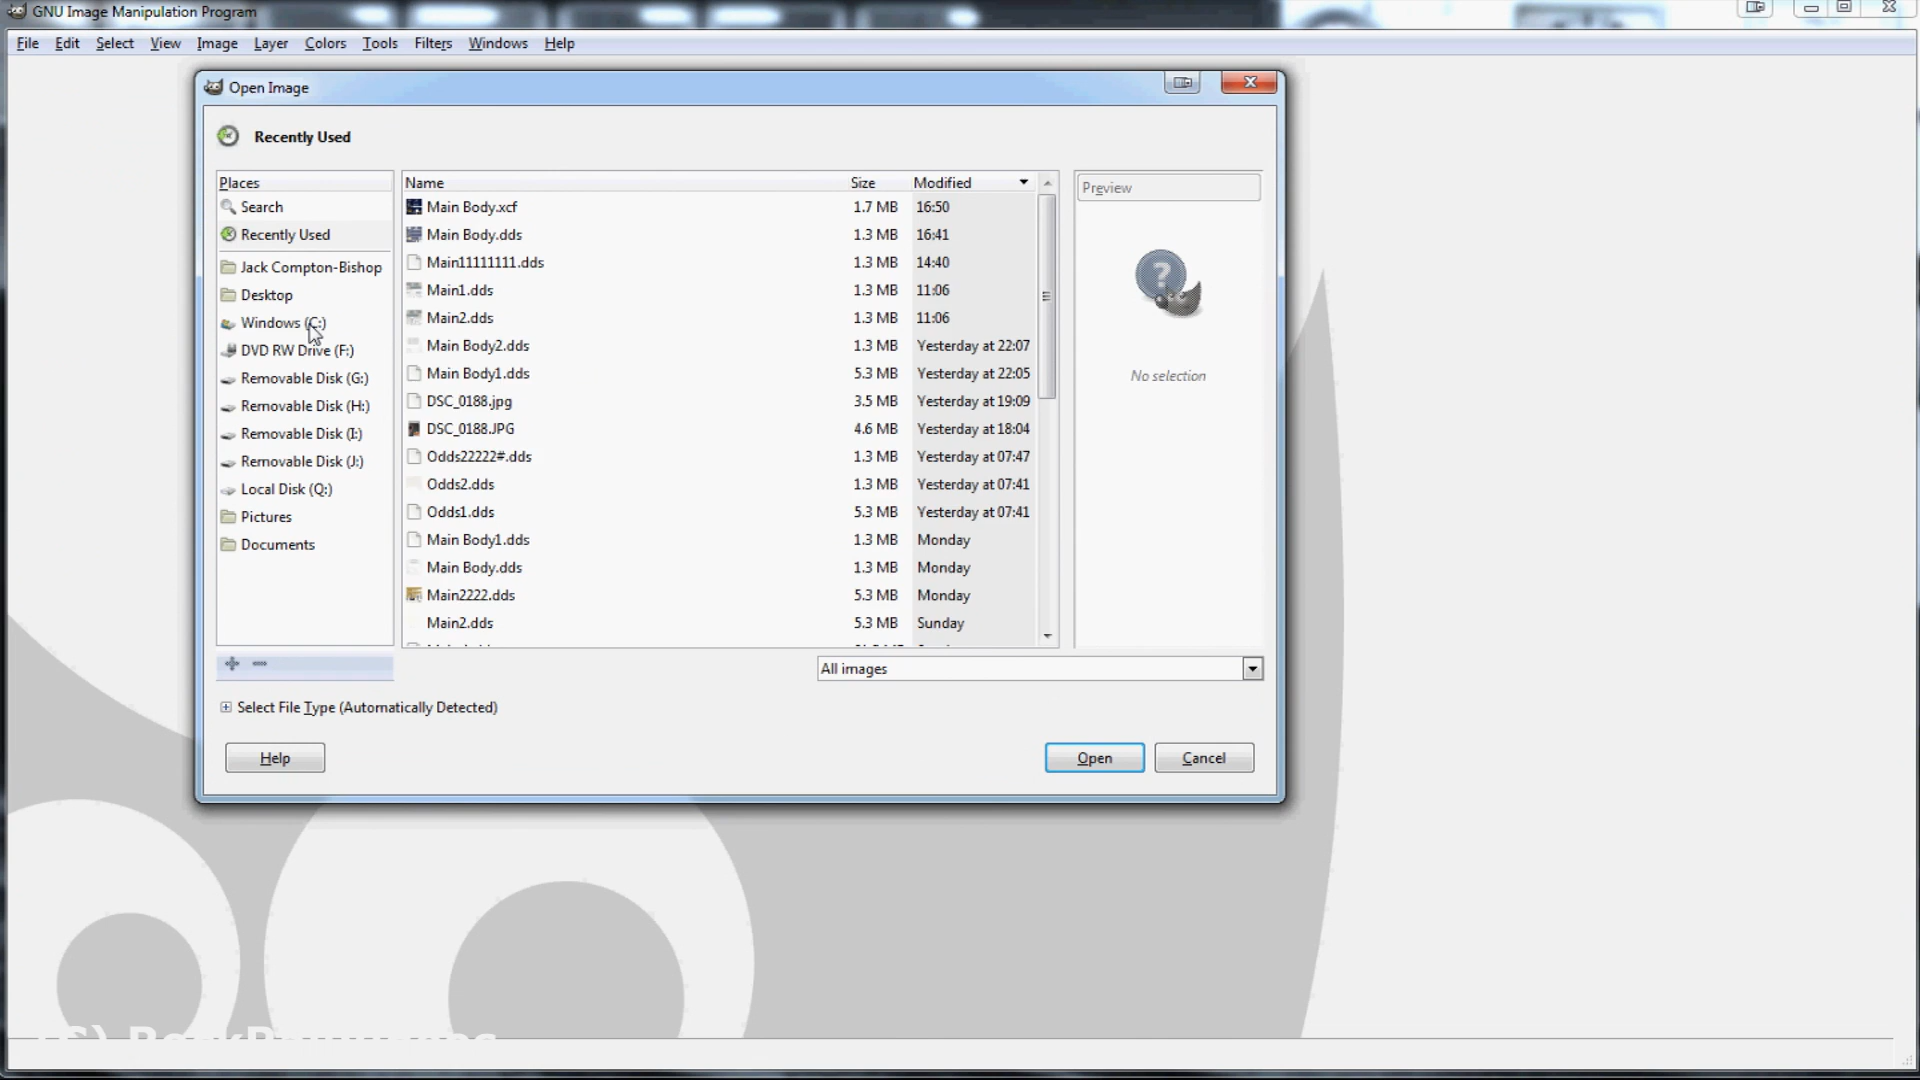 GNU Image Manipulation Program
File Edit Select View Image Layer Colors Tools Filters Windows Help
Open Image
Recently Used
Places
Search
Recently Used
Jack Compton-Bishop
Desktop
Windows (C:)
DVD RW Drive (F:)
Removable Disk (G:)
Removable Disk (H:)
Removable Disk (I:)
Removable Disk (J:)
Local Disk (Q:)
Pictures
Documents
Name Size Modified
Main Body.xcf 1.7 MB 16:50
Main Body.dds 1.3 MB 16:41
Main11111111.dds 1.3 MB 14:40
Main1.dds 1.3 MB 11:06
Main2.dds 1.3 MB 11:06
Main Body2.dds 1.3 MB Yesterday at 22:07
Main Body1.dds 5.3 MB Yesterday at 22:05
DSC_0188.jpg 3.5 MB Yesterday at 19:09
DSC_0188.JPG 4.6 MB Yesterday at 18:04
Odds22222#.dds 1.3 MB Yesterday at 07:47
Odds2.dds 1.3 MB Yesterday at 07:41
Odds1.dds 5.3 MB Yesterday at 07:41
Main Body1.dds 1.3 MB Monday
Main Body.dds 1.3 MB Monday
Main2222.dds 5.3 MB Monday
Main2.dds 5.3 MB Sunday
Preview
No selection
All images
Select File Type (Automatically Detected)
Help
Open
Cancel